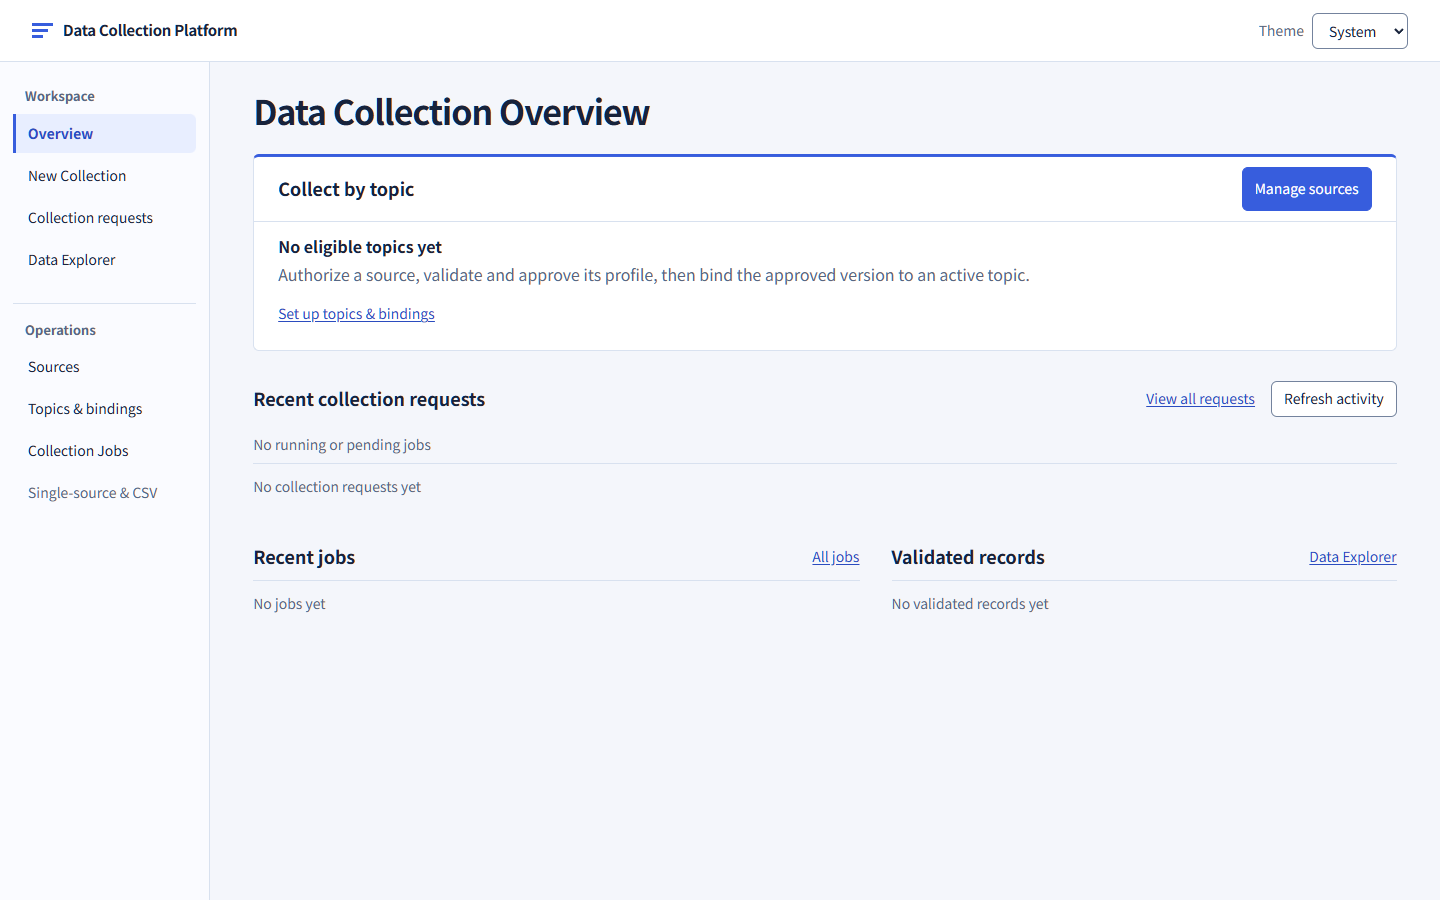 Data Collection Platform
Theme
System
Workspace
Overview
New Collection
Collection requests
Data Explorer
Operations
Sources
Topics & bindings
Collection Jobs
Single-source & CSV
Data Collection Overview
Collect by topic
Manage sources
No eligible topics yet
Authorize a source, validate and approve its profile, then bind the approved version to an active topic.
Set up topics & bindings
Recent collection requests
View all requests
Refresh activity
No running or pending jobs
No collection requests yet
Recent jobs
All jobs
No jobs yet
Validated records
Data Explorer
No validated records yet